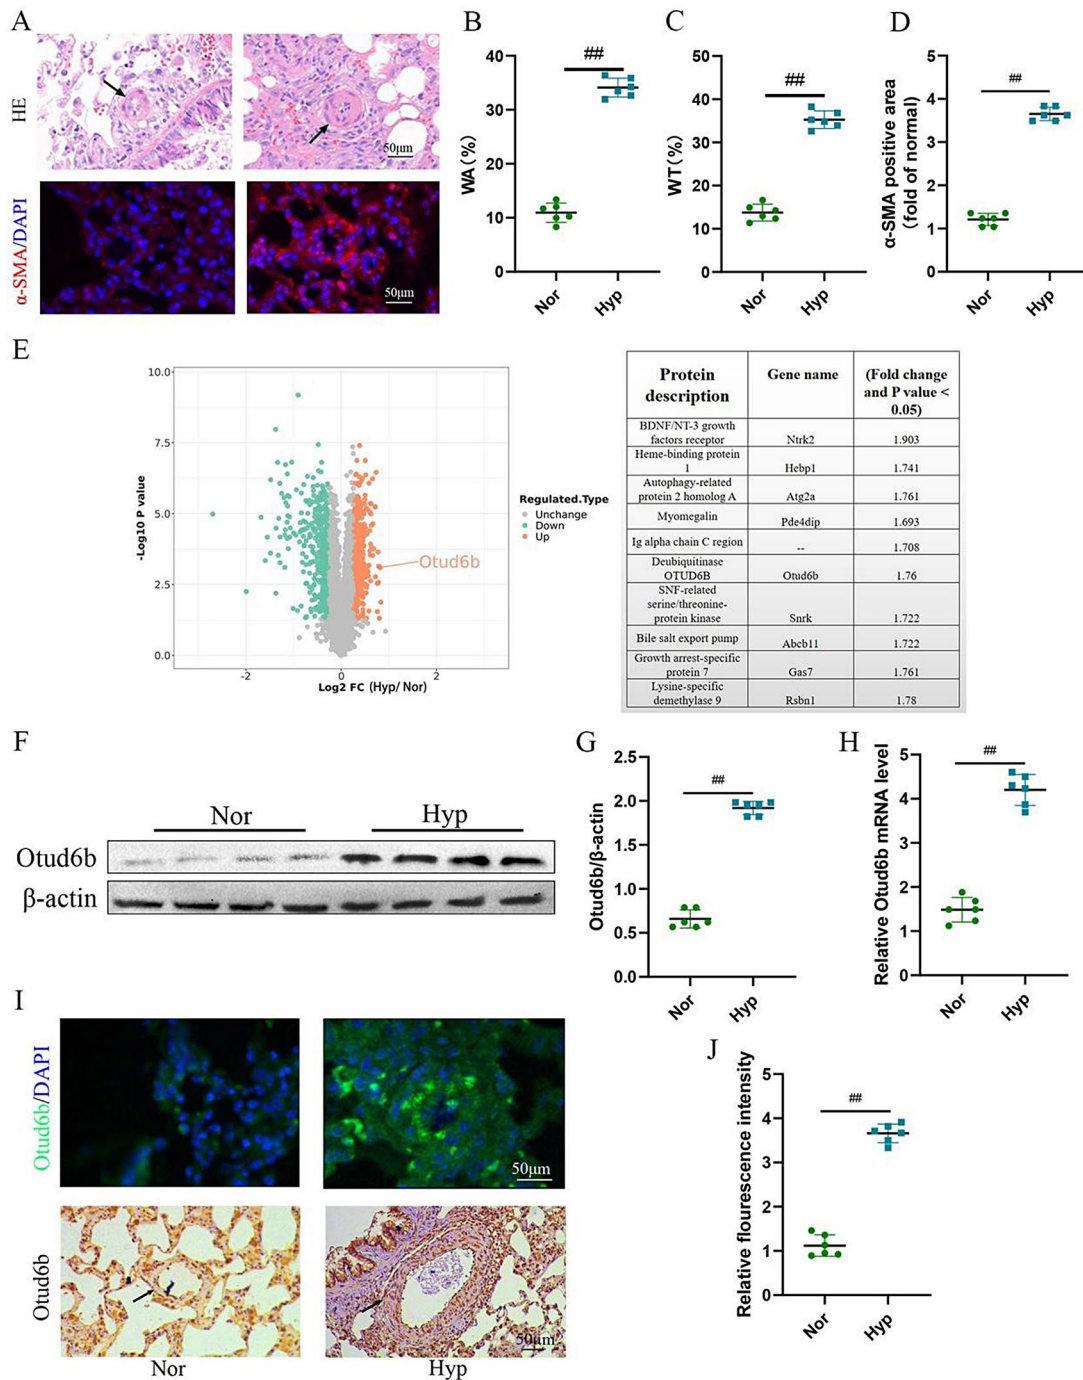 A
HE
50μm
α-SMA/DAPI
50μm
B
WA (%)
##
40
30
20
10
0
Nor
Hyp
C
WT (%)
##
50
40
30
20
10
0
Nor
Hyp
D
α-SMA positive area
(fold of normal)
##
5
4
3
2
1
0
Nor
Hyp
E
-Log10 P value
10.0
7.5
5.0
2.5
0.0
-2
0
2
Log2 FC (Hyp/ Nor)
Otud6b
Regulated.Type
Unchange
Down
Up
Protein
description
Gene name
(Fold change
and P value <
0.05)
BDNF/NT-3 growth
factors receptor
Ntrk2
1.903
Heme-binding protein
1
Hebp1
1.741
Autophagy-related
protein 2 homolog A
Atg2a
1.761
Myomegalin
Pde4dip
1.693
Ig alpha chain C region
--
1.708
Deubiquitinase
OTUD6B
Otud6b
1.76
SNF-related
serine/threonine-
protein kinase
Snrk
1.722
Bile salt export pump
Abcb11
1.722
Growth arrest-specific
protein 7
Gas7
1.761
Lysine-specific
demethylase 9
Rsbn1
1.78
F
Nor
Hyp
Otud6b
β-actin
G
Otud6b/β-actin
##
2.5
2.0
1.5
1.0
0.5
0.0
Nor
Hyp
H
Relative Otud6b mRNA level
##
5
4
3
2
1
0
Nor
Hyp
I
Otud6b/DAPI
50μm
Otud6b
50μm
Nor
Hyp
J
Relative flourescence intensity
##
5
4
3
2
1
0
Nor
Hyp